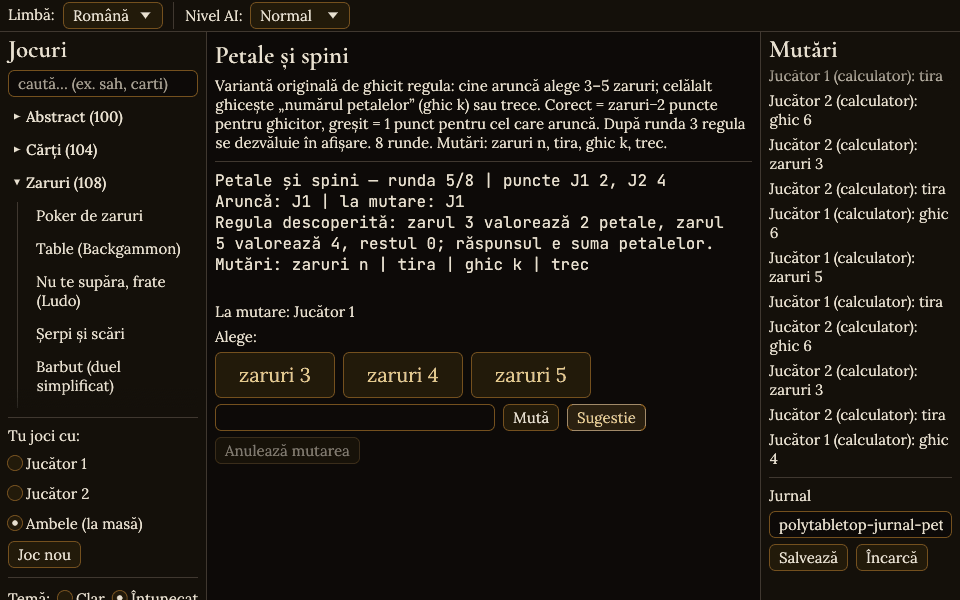 Limbă: Română ▼ Nivel AI: Normal ▼
Jocuri
caută... (ex. sah, carti)
▸ Abstract (100)
▸ Cărți (104)
▾ Zaruri (108)
Poker de zaruri
Table (Backgammon)
Nu te supăra, frate
(Ludo)
Șerpi și scări
Barbut (duel
simplificat)
Tu joci cu:
Jucător 1
Jucător 2
Ambele (la masă)
Joc nou
Temă: Clar Întunecat
Petale și spini
Variantă originală de ghicit regula: cine aruncă alege 3–5 zaruri; celălalt
ghicește „numărul petalelor” (ghic k) sau trece. Corect = zaruri−2 puncte
pentru ghicitor, greșit = 1 punct pentru cel care aruncă. După runda 3 regula
se dezvăluie în afișare. 8 runde. Mutări: zaruri n, tira, ghic k, trec.
Petale și spini — runda 5/8 | puncte J1 2, J2 4
Aruncă: J1 | la mutare: J1
Regula descoperită: zarul 3 valorează 2 petale, zarul
5 valorează 4, restul 0; răspunsul e suma petalelor.
Mutări: zaruri n | tira | ghic k | trec
La mutare: Jucător 1
Alege:
zaruri 3 zaruri 4 zaruri 5
Mută Sugestie
Anulează mutarea
Mutări
Jucător 1 (calculator): tira
Jucător 2 (calculator):
ghic 6
Jucător 2 (calculator):
zaruri 3
Jucător 2 (calculator): tira
Jucător 1 (calculator): ghic
6
Jucător 1 (calculator):
zaruri 5
Jucător 1 (calculator): tira
Jucător 2 (calculator):
ghic 6
Jucător 2 (calculator):
zaruri 3
Jucător 2 (calculator): tira
Jucător 1 (calculator): ghic
4
Jurnal
polytabletop-jurnal-pet
Salvează Încarcă